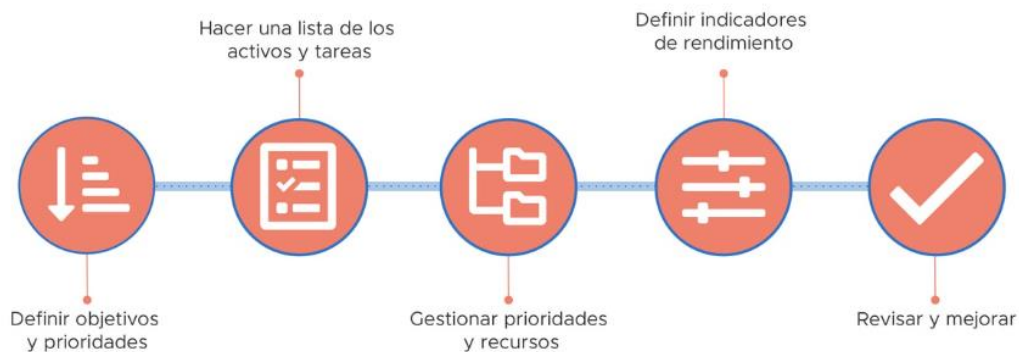 Definir objetivos
y prioridades
Hacer una lista de los
activos y tareas
Gestionar prioridades
y recursos
Definir indicadores
de rendimiento
Revisar y mejorar